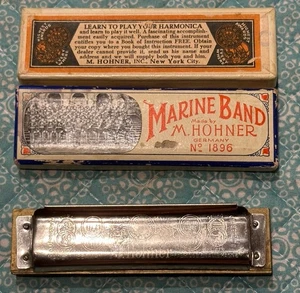 LEARN TO PLAY YOUR HARMONICA
and learn to play it well. A fascinating accomplish-
ment easily acquired. Purchase of this instrument
entitles you to a Book of Instruction FREE. Obtain
your copy where you bought this instrument. If your
dealer cannot provide it, send us his name and
address and we will supply both you and him.
M. HOHNER, INC., New York City.
MARINE BAND
made by
M. HOHNER
GERMANY
No 1896